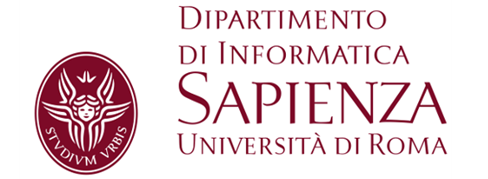 DIPARTIMENTO
DI INFORMATICA
SAPIENZA
UNIVERSITÀ DI ROMA
STVDIVM VRBIS